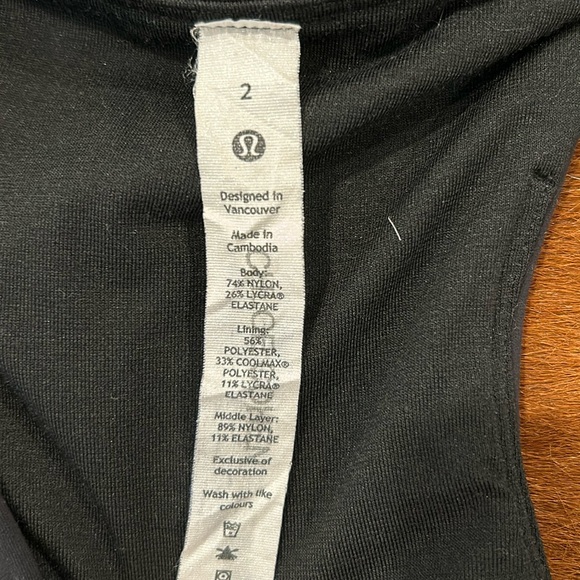 2
Designed in
Vancouver
Made in
Cambodia
Body:
74% NYLON,
26% LYCRA®
ELASTANE
Lining:
56%
POLYESTER,
33% COOLMAX®
POLYESTER,
11% LYCRA®
ELASTANE
Middle Layer:
89% NYLON,
11% ELASTANE
Exclusive of
decoration
Wash with like
colours